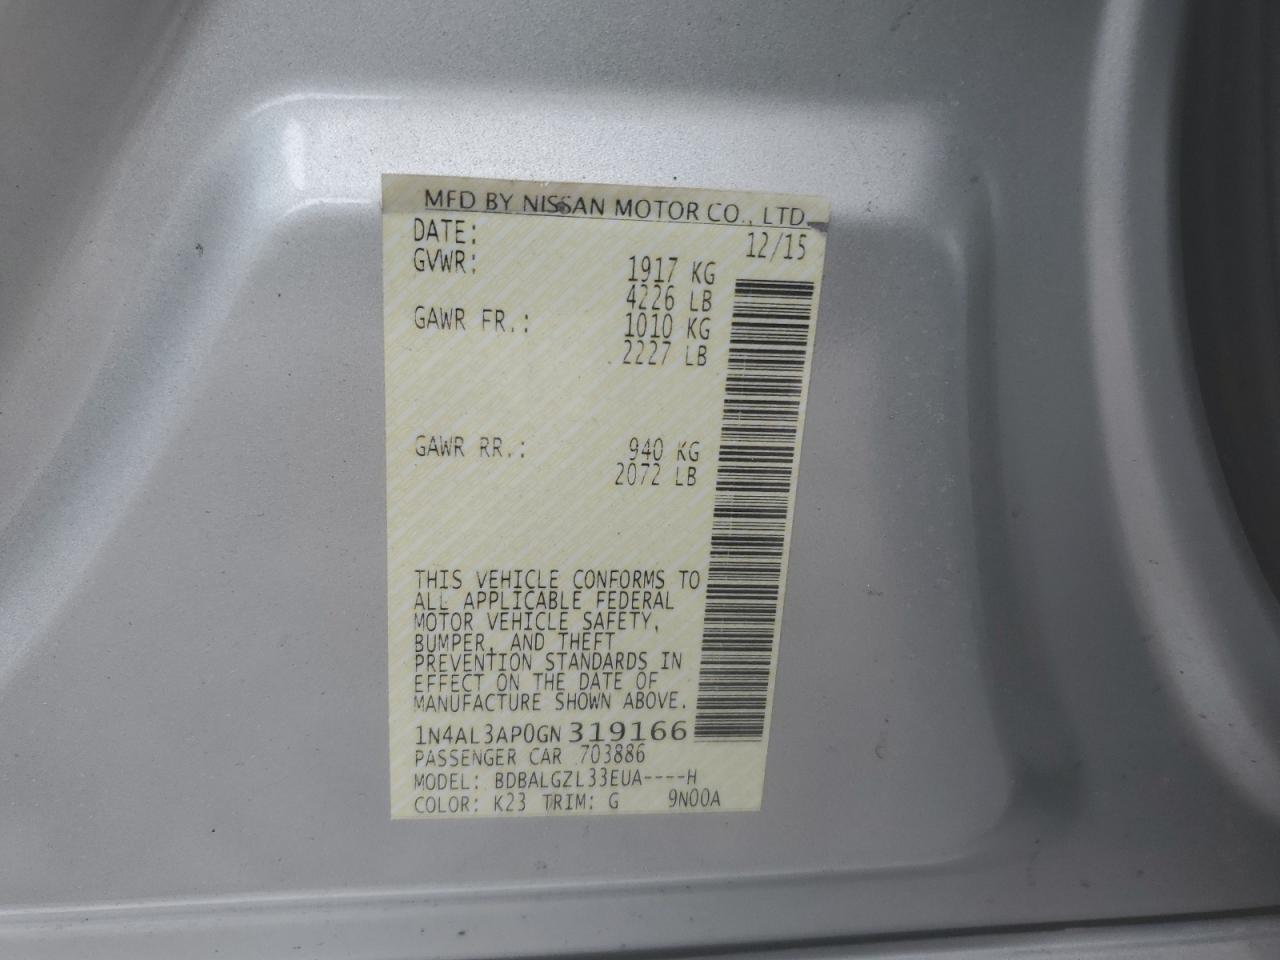 MFD BY NISSAN MOTOR CO., LTD.
DATE: 12/15
GVWR: 1917 KG
4226 LB
GAWR FR.: 1010 KG
2227 LB
GAWR RR.: 940 KG
2072 LB
THIS VEHICLE CONFORMS TO
ALL APPLICABLE FEDERAL
MOTOR VEHICLE SAFETY,
BUMPER, AND THEFT
PREVENTION STANDARDS IN
EFFECT ON THE DATE OF
MANUFACTURE SHOWN ABOVE.
1N4AL3AP0GN319166
PASSENGER CAR 703886
MODEL: BDBALGZL33EUA----H
COLOR: K23 TRIM: G 9N00A